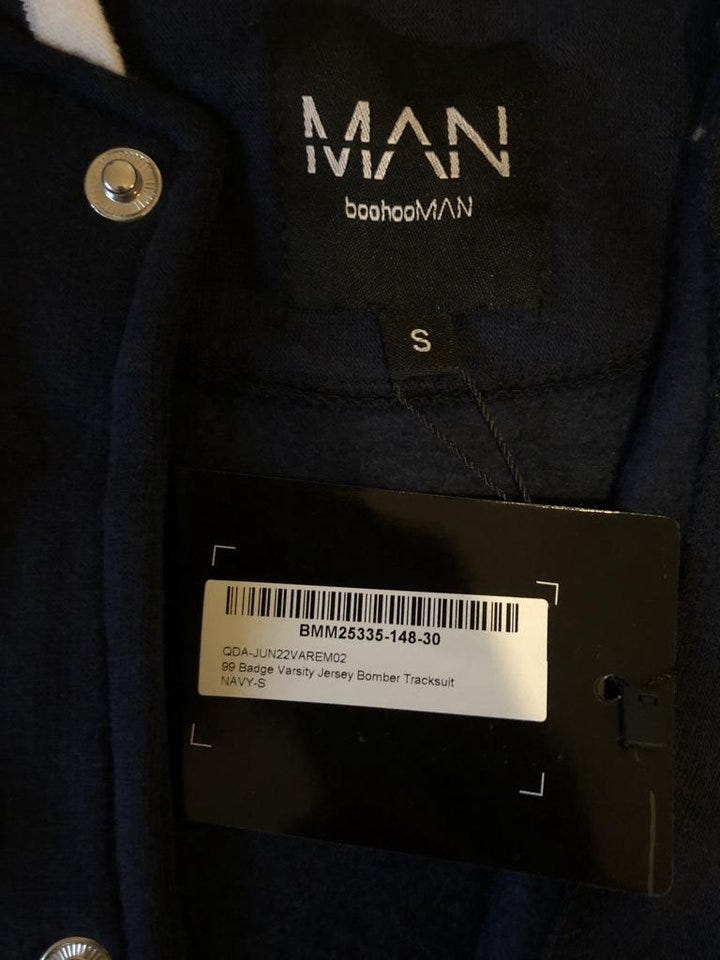 MAN
boohooMAN
S
BMM25335-148-30
QDA-JUN22VAREM02
99 Badge Varsity Jersey Bomber Tracksuit
NAVY-S